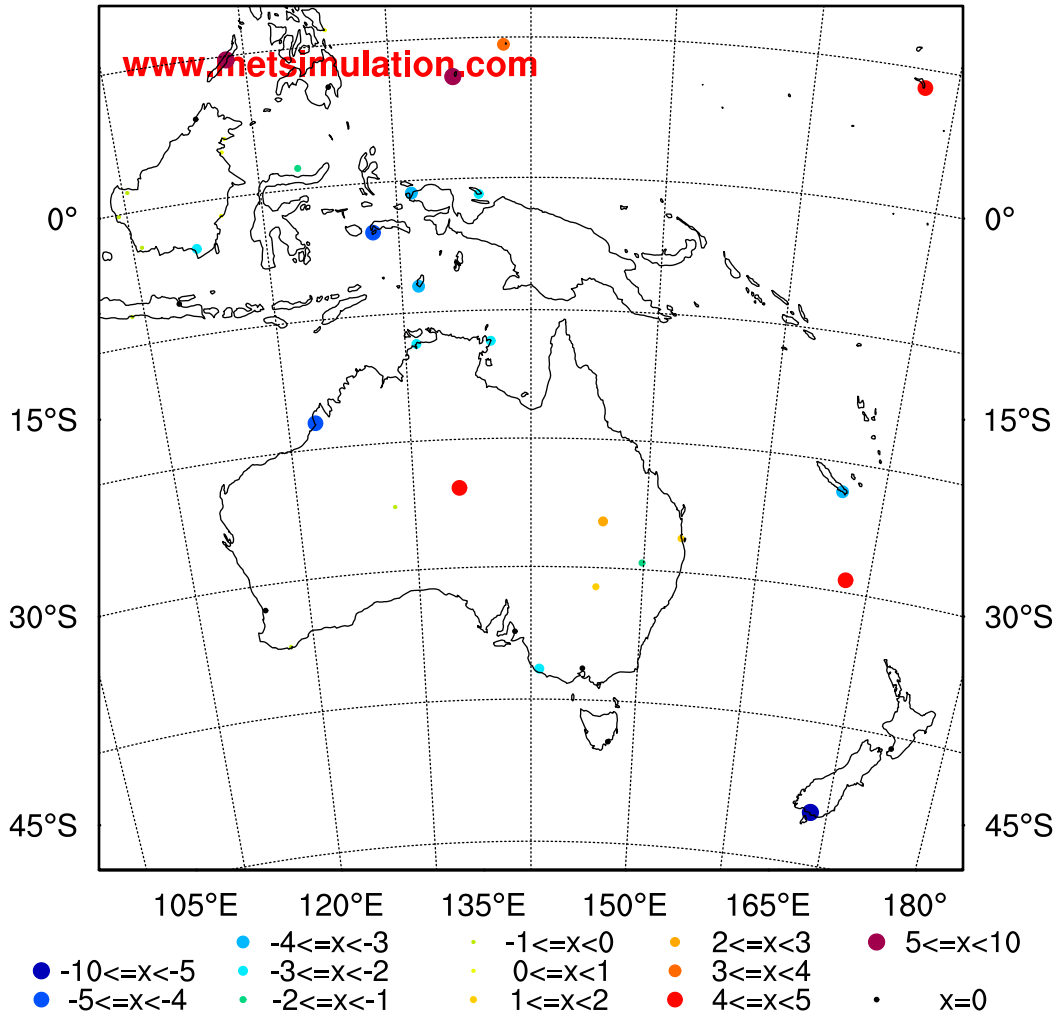 www.metsimulation.com
0° 0°
15°S 15°S
30°S 30°S
45°S 45°S
105°E 120°E 135°E 150°E 165°E 180°
-4<=x<-3 -1<=x<0 2<=x<3 5<=x<10
-10<=x<-5 -3<=x<-2 0<=x<1 3<=x<4
-5<=x<-4 -2<=x<-1 1<=x<2 4<=x<5 x=0